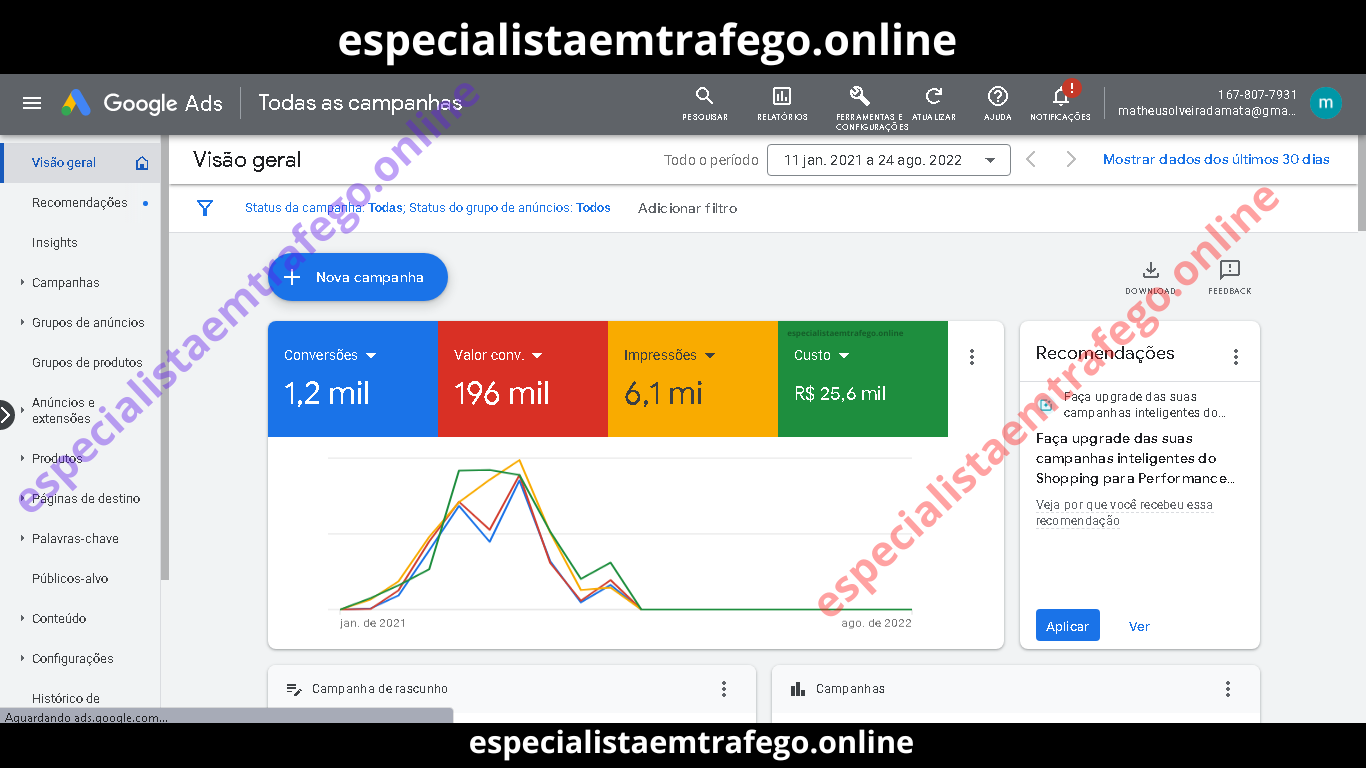 especialistaemtrafego.online
Google Ads
Todas as campanhas
PESQUISAR
RELATÓRIOS
FERRAMENTAS E
CONFIGURAÇÕES
ATUALIZAR
AJUDA
!
NOTIFICAÇÕES
167-807-7931
matheusolveiradamata@gma...
m
Visão geral
Recomendações
Insights
Campanhas
Grupos de anúncios
Grupos de produtos
Anúncios e
extensões
Produtos
Páginas de destino
Palavras-chave
Públicos-alvo
Conteúdo
Configurações
Histórico de
Aguardando ads.google.com...
Visão geral
Todo o período
11 jan. 2021 a 24 ago. 2022
Mostrar dados dos últimos 30 dias
Status da campanha: Todas; Status do grupo de anúncios: Todos
Adicionar filtro
Nova campanha
DOWNLOAD
FEEDBACK
Conversões
1,2 mil
Valor conv.
196 mil
Impressões
6,1 mi
especialistaemtrafego.online
Custo
R$ 25,6 mil
jan. de 2021
ago. de 2022
Recomendações
Faça upgrade das suas
campanhas inteligentes do...
Faça upgrade das suas
campanhas inteligentes do
Shopping para Performance...
Veja por que você recebeu essa
recomendação
Aplicar
Ver
Campanha de rascunho
Campanhas
especialistaemtrafego.online
especialistaemtrafego.online
especialistaemtrafego.online